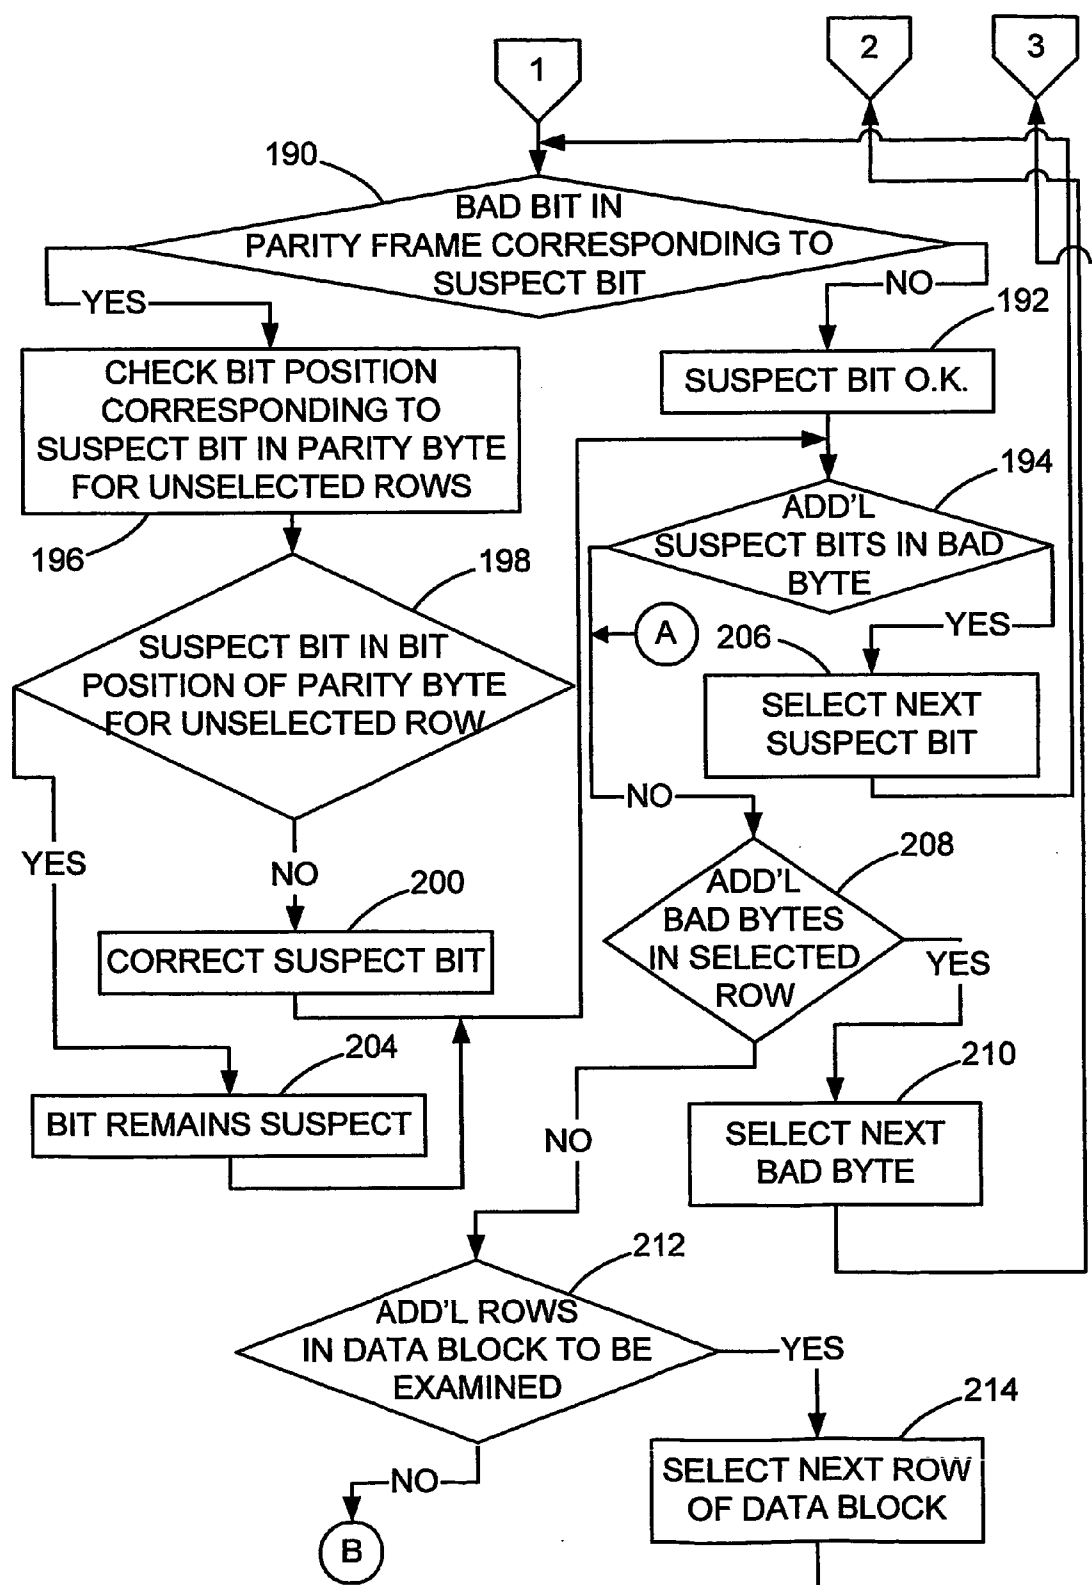 1
2
3
190
BAD BIT IN
PARITY FRAME CORRESPONDING TO
SUSPECT BIT
YES
NO
192
CHECK BIT POSITION
CORRESPONDING TO
SUSPECT BIT IN PARITY BYTE
FOR UNSELECTED ROWS
SUSPECT BIT O.K.
196
194
ADD'L
SUSPECT BITS IN BAD
BYTE
198
A
YES
206
SUSPECT BIT IN BIT
POSITION OF PARITY BYTE
FOR UNSELECTED ROW
SELECT NEXT
SUSPECT BIT
NO
YES
NO
208
ADD'L
BAD BYTES
IN SELECTED
ROW
200
CORRECT SUSPECT BIT
YES
204
BIT REMAINS SUSPECT
210
SELECT NEXT
BAD BYTE
NO
212
ADD'L ROWS
IN DATA BLOCK TO BE
EXAMINED
YES
214
SELECT NEXT ROW
OF DATA BLOCK
NO
B